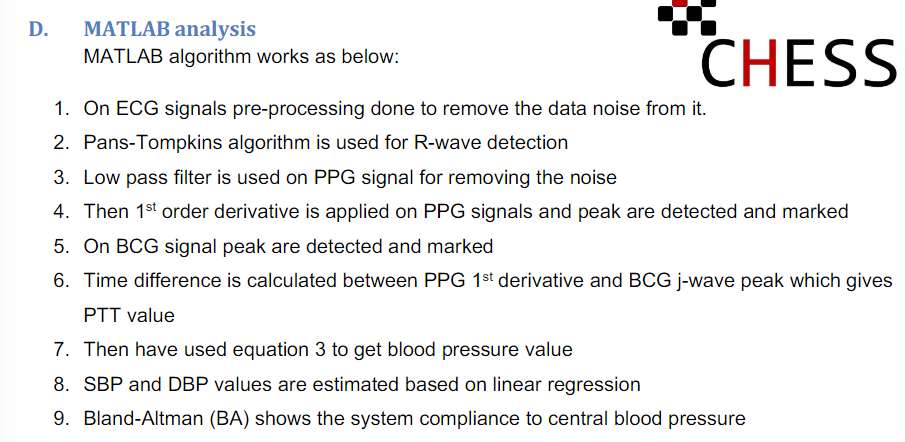 D. MATLAB analysis
MATLAB algorithm works as below:
CHESS
1. On ECG signals pre-processing done to remove the data noise from it.
2. Pans-Tompkins algorithm is used for R-wave detection
3. Low pass filter is used on PPG signal for removing the noise
4. Then 1st order derivative is applied on PPG signals and peak are detected and marked
5. On BCG signal peak are detected and marked
6. Time difference is calculated between PPG 1st derivative and BCG j-wave peak which gives
PTT value
7. Then have used equation 3 to get blood pressure value
8. SBP and DBP values are estimated based on linear regression
9. Bland-Altman (BA) shows the system compliance to central blood pressure